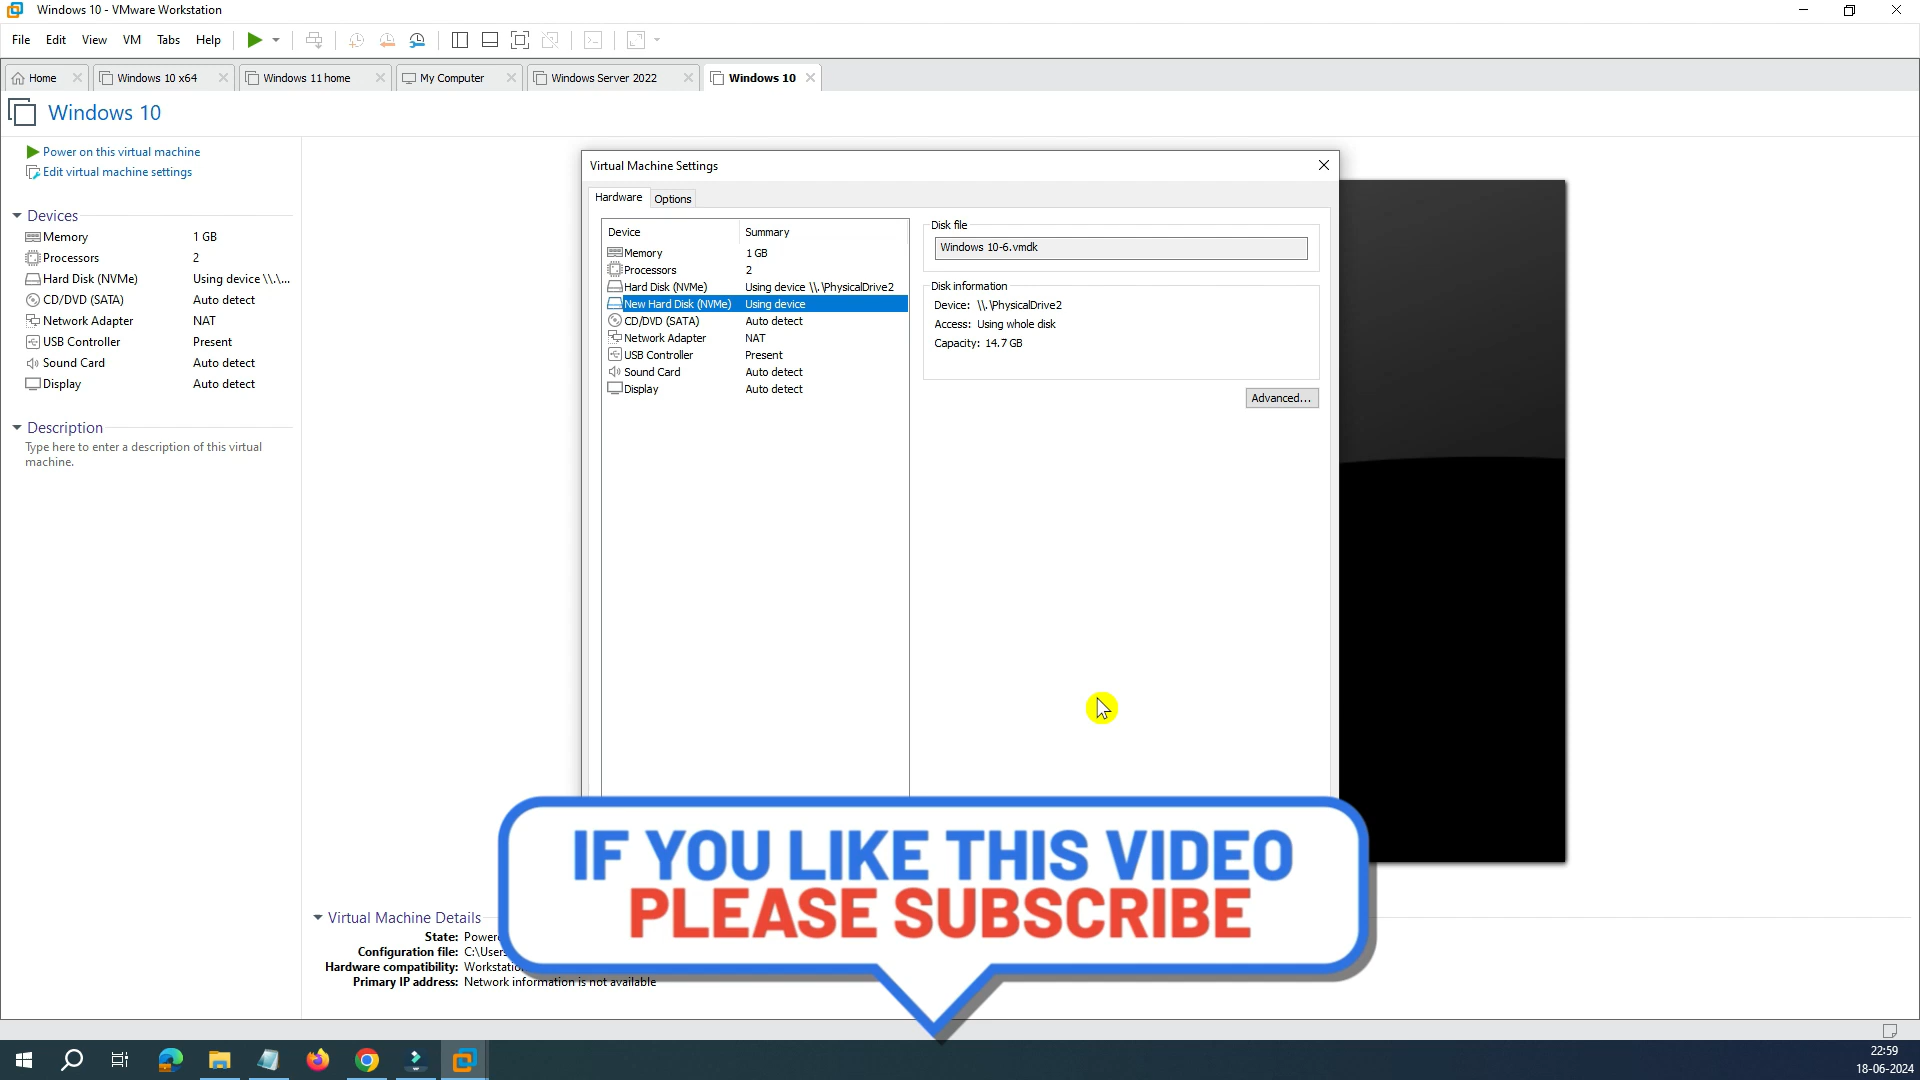 Windows 10 - VMware Workstation
File Edit View VM Tabs Help
Home Windows 10 x64 Windows 11 home My Computer Windows Server 2022 Windows 10
Windows 10
Power on this virtual machine
Edit virtual machine settings
Devices
Memory 1 GB
Processors 2
Hard Disk (NVMe) Using device \\.\...
CD/DVD (SATA) Auto detect
Network Adapter NAT
USB Controller Present
Sound Card Auto detect
Display Auto detect
Description
Type here to enter a description of this virtual
machine.
Virtual Machine Settings
Hardware Options
Device Summary
Memory 1 GB
Processors 2
Hard Disk (NVMe) Using device \\.\PhysicalDrive2
New Hard Disk (NVMe) Using device
CD/DVD (SATA) Auto detect
Network Adapter NAT
USB Controller Present
Sound Card Auto detect
Display Auto detect
Disk file
Windows 10-6.vmdk
Disk information
Device: \\.\PhysicalDrive2
Access: Using whole disk
Capacity: 14.7 GB
Advanced...
IF YOU LIKE THIS VIDEO
PLEASE SUBSCRIBE
Virtual Machine Details
State:
Configuration file:
Hardware compatibility:
Primary IP address: Network information is not available
22:59
18-06-2024